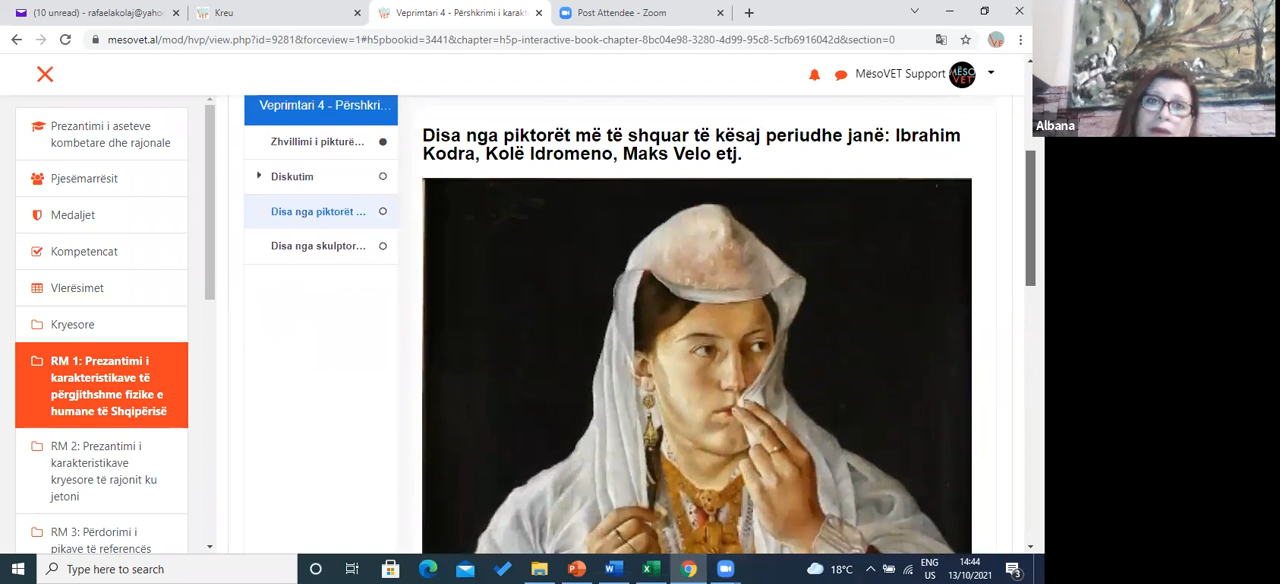 (10 unread) - rafaelakolaj@yaho
Kreu
Veprimtari 4 - Përshkrimi i karakt
Post Attendee - Zoom
mesovet.al/mod/hvp/view.php?id=9281&forceview=1#h5pbookid=3441&chapter=h5p-interactive-book-chapter-8bc04e98-3280-4d99-95c8-5cfb6916042d&section=0
MësoVET Support
MËSO
VET
Albana
Prezantimi i aseteve
kombetare dhe rajonale
Pjesëmarrësit
Medaljet
Kompetencat
Vlerësimet
Kryesore
RM 1: Prezantimi i
karakteristikave të
përgjithshme fizike e
humane të Shqipërisë
RM 2: Prezantimi i
karakteristikave
kryesore të rajonit ku
jetoni
RM 3: Përdorimi i
pikave të referencës
Veprimtari 4 - Përshkri...
Zhvillimi i pikturë...
Diskutim
Disa nga piktorët ...
Disa nga skulptor...
Disa nga piktorët më të shquar të kësaj periudhe janë: Ibrahim
Kodra, Kolë Idromeno, Maks Velo etj.
Type here to search
18°C
ENG
US
14:44
13/10/2021
3